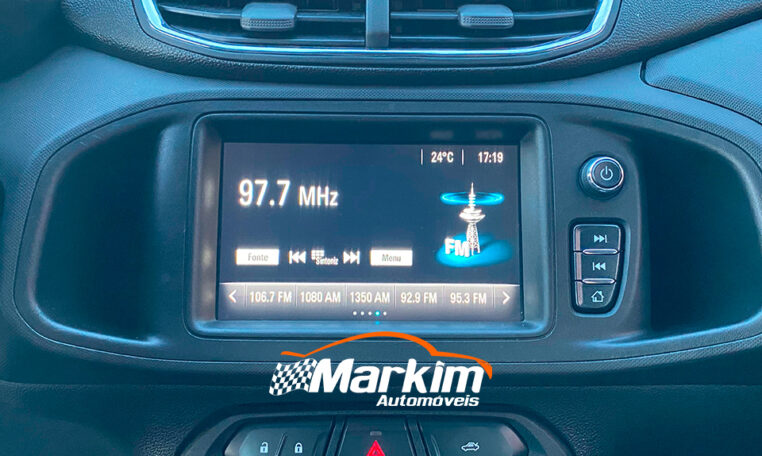 24°C 17:19
97.7 MHz
FM
Fonte Sintoniz Menu
106.7 FM 1080 AM 1350 AM 92.9 FM 95.3 FM
Markim
Automóveis